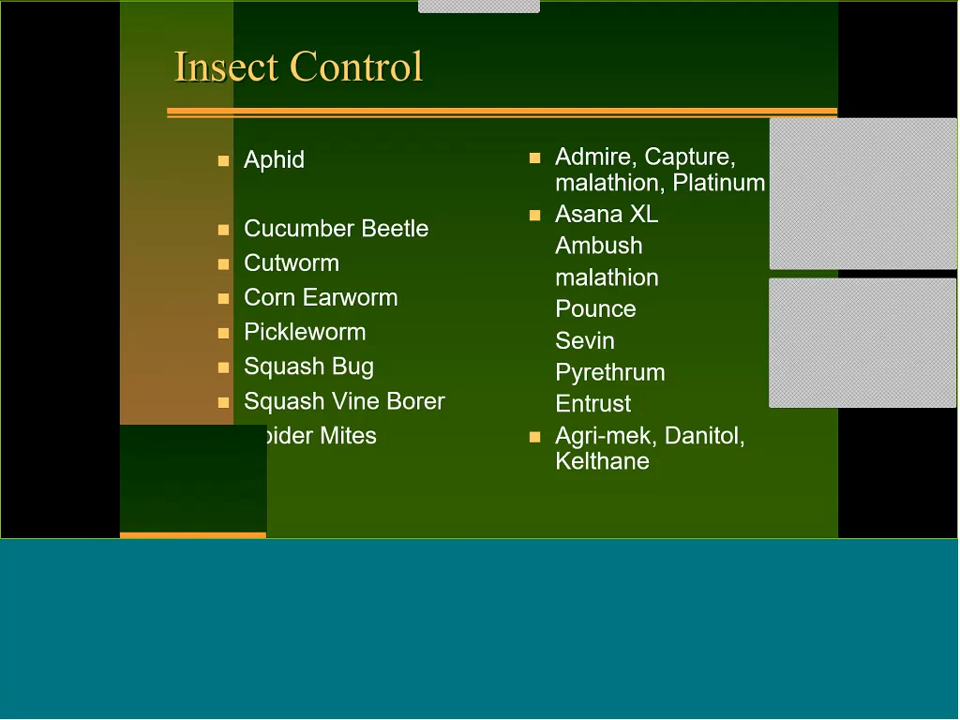 Insect Control
Aphid
Cucumber Beetle
Cutworm
Corn Earworm
Pickleworm
Squash Bug
Squash Vine Borer
Mites
Admire, Capture,
malathion, Platinum
Asana XL
Ambush
malathion
Pounce
Sevin
Pyrethrum
Entrust
Agri-mek, Danitol,
Kelthane